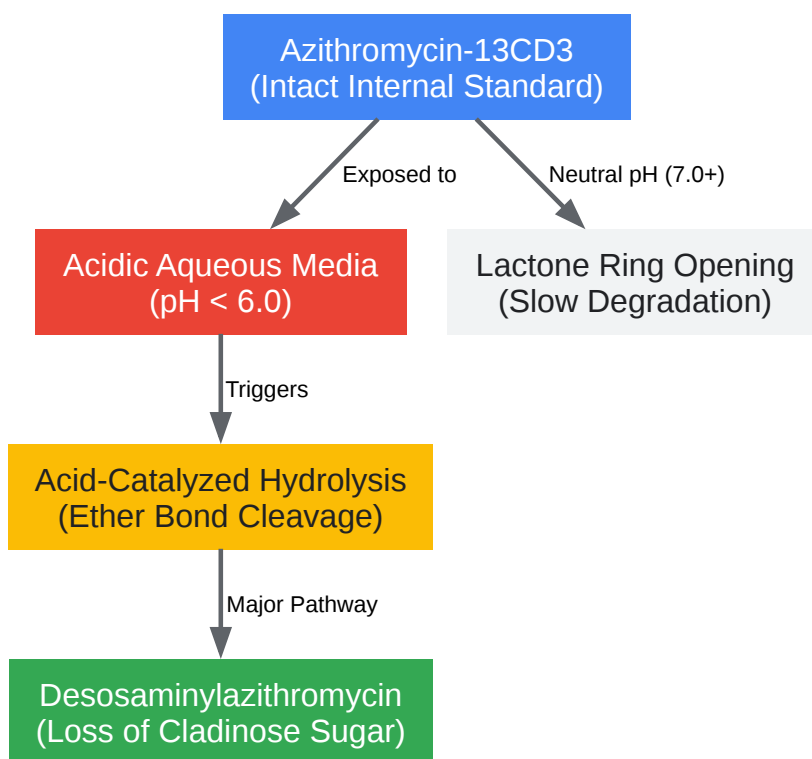 Azithromycin-13CD3
(Intact Internal Standard)
Exposed to
Neutral pH (7.0+)
Acidic Aqueous Media
(pH < 6.0)
Lactone Ring Opening
(Slow Degradation)
Triggers
Acid-Catalyzed Hydrolysis
(Ether Bond Cleavage)
Major Pathway
Desosaminylazithromycin
(Loss of Cladinose Sugar)